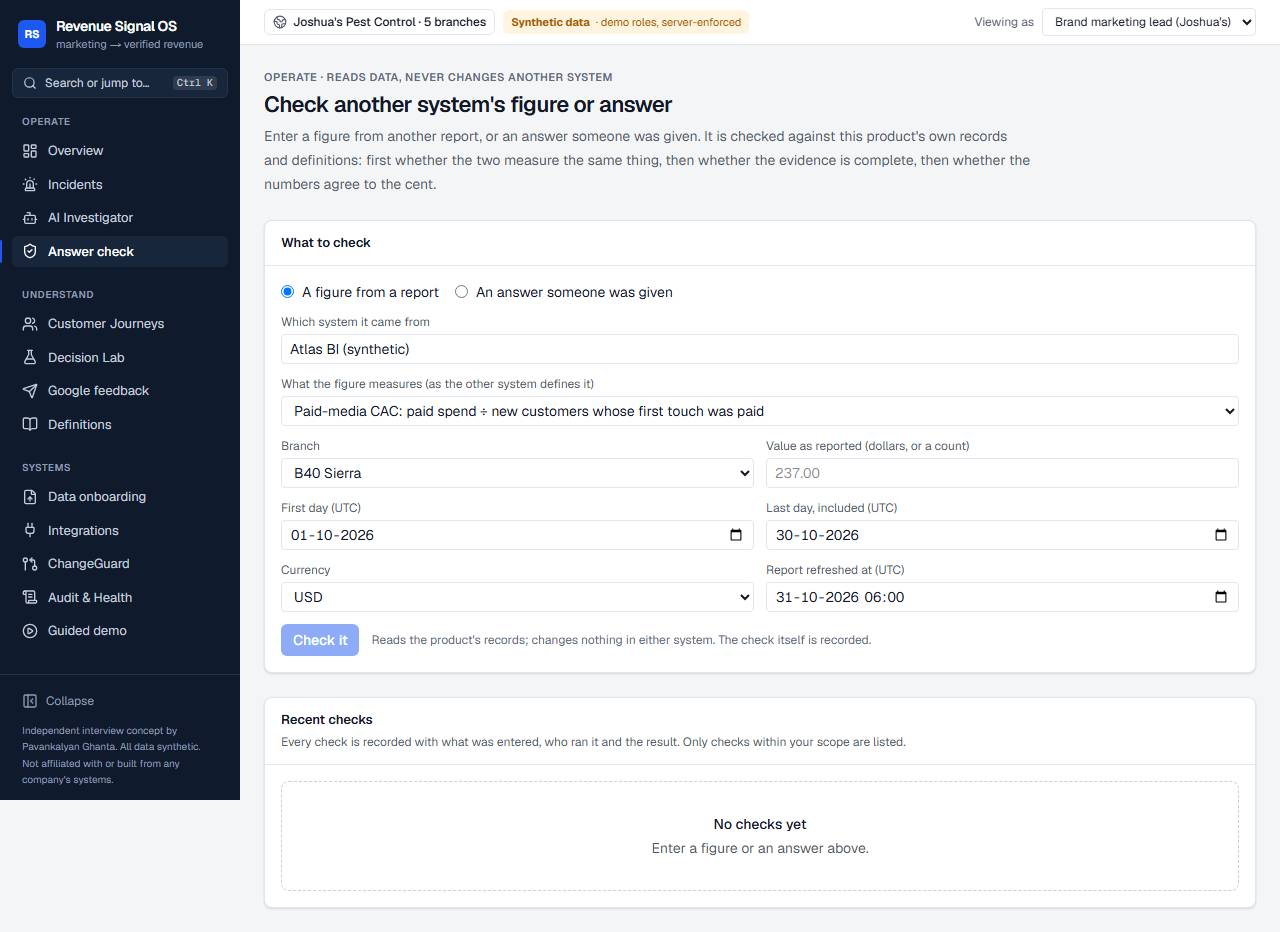 RS
Revenue Signal OS
marketing → verified revenue
Search or jump to... Ctrl K
OPERATE
Overview
Incidents
AI Investigator
Answer check
UNDERSTAND
Customer Journeys
Decision Lab
Google feedback
Definitions
SYSTEMS
Data onboarding
Integrations
ChangeGuard
Audit & Health
Guided demo
Collapse
Independent interview concept by
Pavankalyan Ghanta. All data synthetic.
Not affiliated with or built from any
company's systems.
Joshua's Pest Control · 5 branches
Synthetic data · demo roles, server-enforced
Viewing as
Brand marketing lead (Joshua's)
OPERATE · READS DATA, NEVER CHANGES ANOTHER SYSTEM
Check another system's figure or answer
Enter a figure from another report, or an answer someone was given. It is checked against this product's own records
and definitions: first whether the two measure the same thing, then whether the evidence is complete, then whether the
numbers agree to the cent.
What to check
A figure from a report
An answer someone was given
Which system it came from
Atlas BI (synthetic)
What the figure measures (as the other system defines it)
Paid-media CAC: paid spend ÷ new customers whose first touch was paid
Branch
B40 Sierra
Value as reported (dollars, or a count)
237.00
First day (UTC)
01-10-2026
Last day, included (UTC)
30-10-2026
Currency
USD
Report refreshed at (UTC)
31-10-2026 06:00
Check it
Reads the product's records; changes nothing in either system. The check itself is recorded.
Recent checks
Every check is recorded with what was entered, who ran it and the result. Only checks within your scope are listed.
No checks yet
Enter a figure or an answer above.